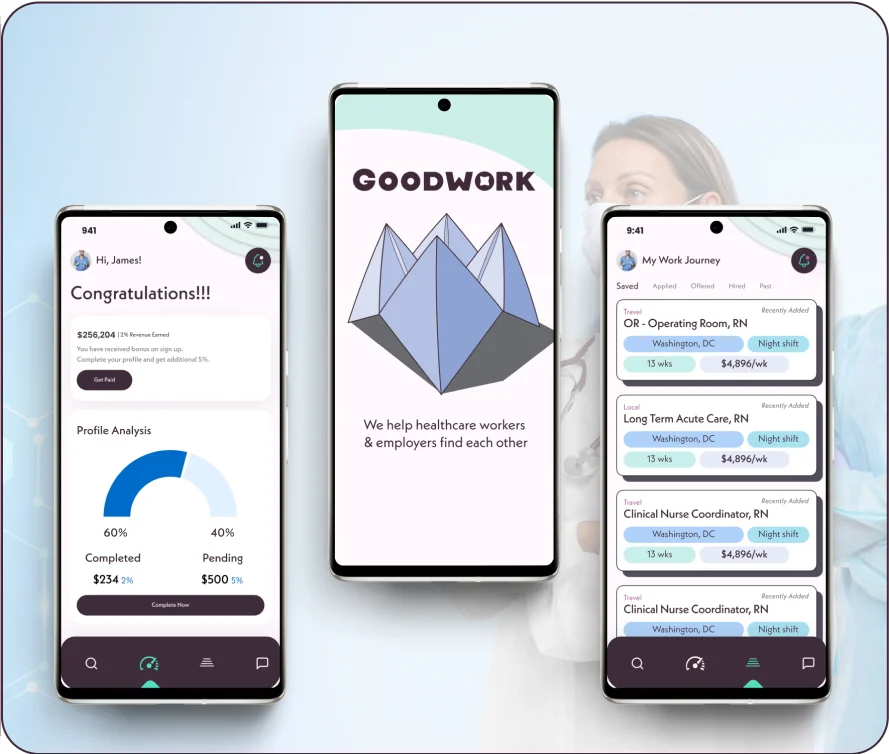 941
Hi, James!
Congratulations!!!
$256,204 | 2% Revenue Earned
You have received bonus on sign up.
Complete your profile and get additional 5%.
Get Paid
Profile Analysis
60% 40%
Completed Pending
$234 2% $500 5%
Complete Now
GOODWORK
We help healthcare workers
& employers find each other
9:41
My Work Journey
Saved Applied Offered Hired Past
Recently Added
Travel
OR - Operating Room, RN
Washington, DC Night shift
13 wks $4,896/wk
Recently Added
Local
Long Term Acute Care, RN
Washington, DC Night shift
13 wks $4,896/wk
Recently Added
Travel
Clinical Nurse Coordinator, RN
Washington, DC Night shift
13 wks $4,896/wk
Recently Added
Travel
Clinical Nurse Coordinator, RN
Washington, DC Night shift